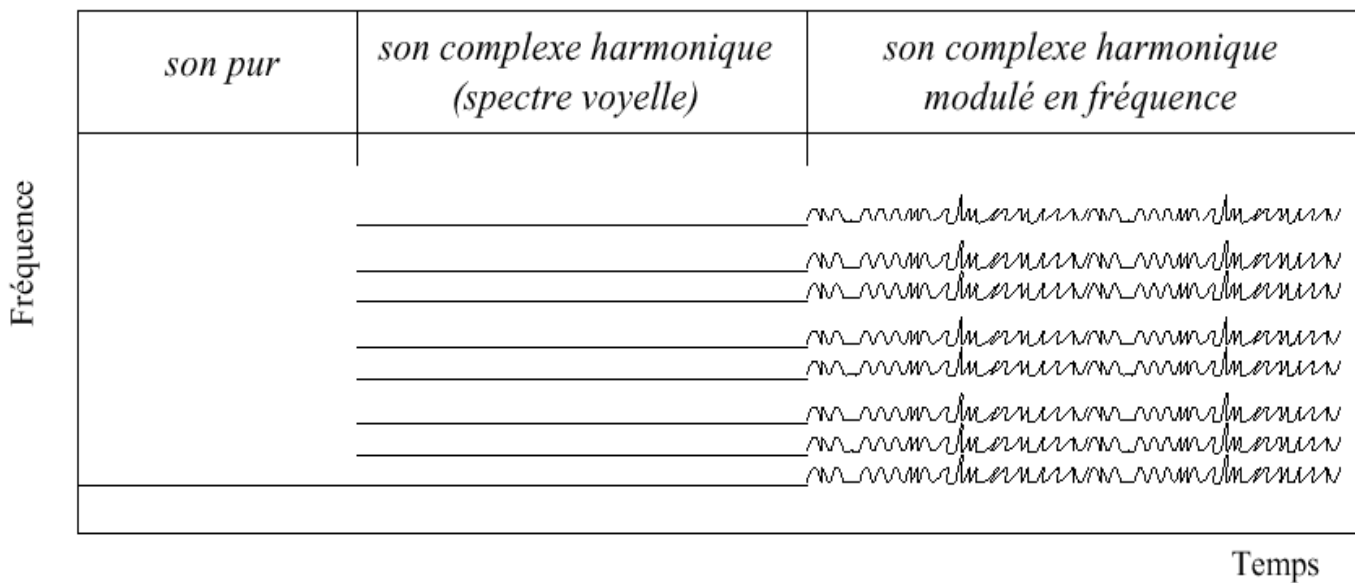 son pur
son complexe harmonique
(spectre voyelle)
son complexe harmonique
modulé en fréquence
Fréquence
Temps